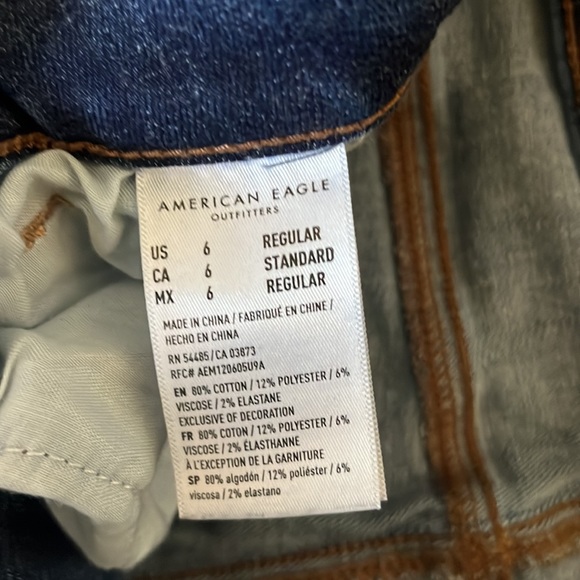 AMERICAN EAGLE
OUTFITTERS
US 6 REGULAR
CA 6 STANDARD
MX 6 REGULAR
MADE IN CHINA / FABRIQUÉ EN CHINE /
HECHO EN CHINA
RN 54485/CA 03873
RFC# AEM120605U9A
EN 80% COTTON / 12% POLYESTER / 6%
VISCOSE / 2% ELASTANE
EXCLUSIVE OF DECORATION
FR 80% COTON / 12% POLYESTER / 6%
VISCOSE / 2% ÉLASTHANNE
À L'EXCEPTION DE LA GARNITURE
SP 80% algodón / 12% poliéster / 6%
viscosa / 2% elastano